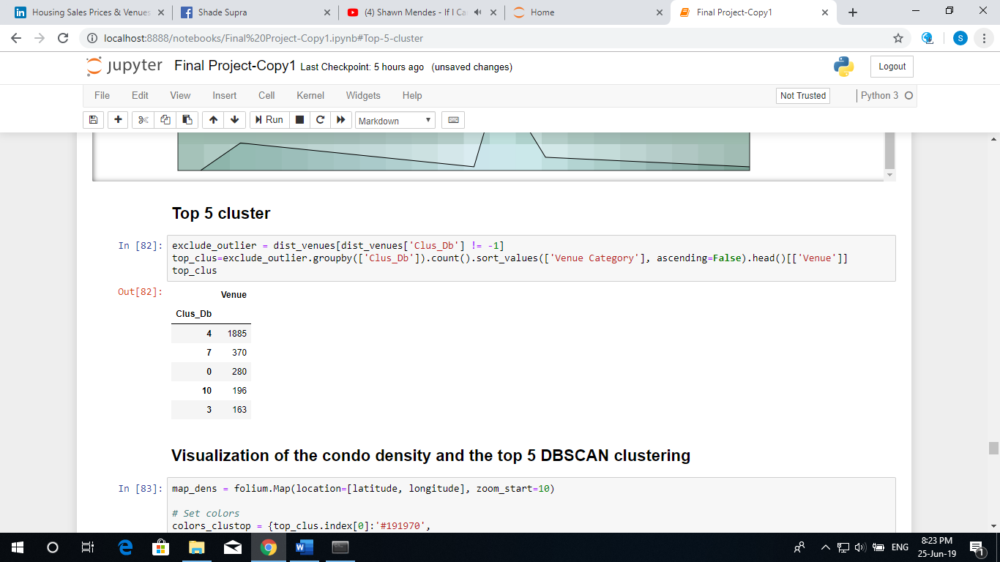 Housing Sales Prices & Venues
Shade Supra
(4) Shawn Mendes - If I Ca
Home
Final Project-Copy1
localhost:8888/notebooks/Final%20Project-Copy1.ipynb#Top-5-cluster
S
jupyter Final Project-Copy1 Last Checkpoint: 5 hours ago (unsaved changes)
Logout
File Edit View Insert Cell Kernel Widgets Help
Not Trusted
Python 3
Run
Markdown
Top 5 cluster
In [82]:
exclude_outlier = dist_venues[dist_venues['Clus_Db'] != -1]
top_clus=exclude_outlier.groupby(['Clus_Db']).count().sort_values(['Venue Category'], ascending=False).head()[['Venue']]
top_clus
Out[82]:
Venue
Clus_Db
4 1885
7 370
0 280
10 196
3 163
Visualization of the condo density and the top 5 DBSCAN clustering
In [83]:
map_dens = folium.Map(location=[latitude, longitude], zoom_start=10)
# Set colors
colors_clustop = {top_clus.index[0]:'#191970',
ENG
8:23 PM
25-Jun-19
1